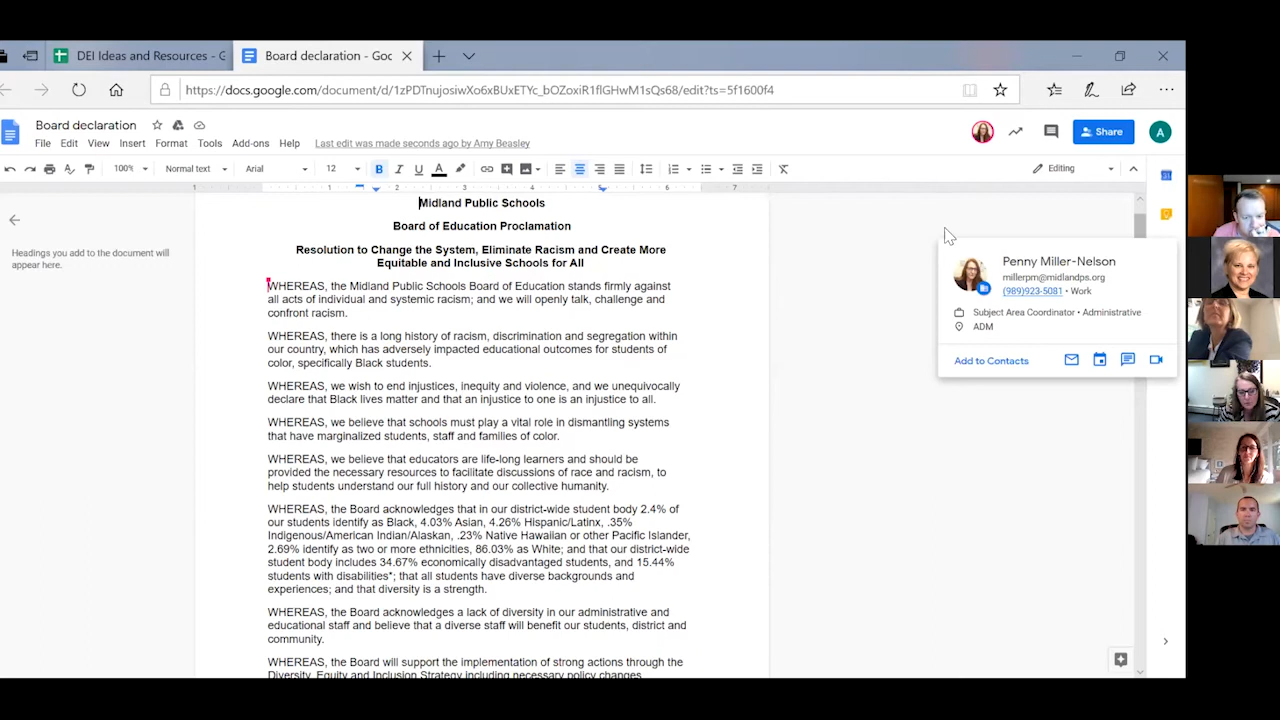 DEI Ideas and Resources - G
Board declaration - Goc
https://docs.google.com/document/d/1zPDTnujosiwXo6xBUxETYc_bOZoxiR1flGHwM1sQs68/edit?ts=5f1600f4
Board declaration
File Edit View Insert Format Tools Add-ons Help Last edit was made seconds ago by Amy Beasley
Share
A
100% Normal text Arial 12 B I U A Editing
1 1 2 3 4 5 6 7
Headings you add to the document will
appear here.
Midland Public Schools
Board of Education Proclamation
Resolution to Change the System, Eliminate Racism and Create More
Equitable and Inclusive Schools for All
WHEREAS, the Midland Public Schools Board of Education stands firmly against
all acts of individual and systemic racism; and we will openly talk, challenge and
confront racism.
WHEREAS, there is a long history of racism, discrimination and segregation within
our country, which has adversely impacted educational outcomes for students of
color, specifically Black students.
WHEREAS, we wish to end injustices, inequity and violence, and we unequivocally
declare that Black lives matter and that an injustice to one is an injustice to all.
WHEREAS, we believe that schools must play a vital role in dismantling systems
that have marginalized students, staff and families of color.
WHEREAS, we believe that educators are life-long learners and should be
provided the necessary resources to facilitate discussions of race and racism, to
help students understand our full history and our collective humanity.
WHEREAS, the Board acknowledges that in our district-wide student body 2.4% of
our students identify as Black, 4.03% Asian, 4.26% Hispanic/Latinx, .35%
Indigenous/American Indian/Alaskan, .23% Native Hawaiian or other Pacific Islander,
2.69% identify as two or more ethnicities, 86.03% as White; and that our district-wide
student body includes 34.67% economically disadvantaged students, and 15.44%
students with disabilities*; that all students have diverse backgrounds and
experiences; and that diversity is a strength.
WHEREAS, the Board acknowledges a lack of diversity in our administrative and
educational staff and believe that a diverse staff will benefit our students, district and
community.
WHEREAS, the Board will support the implementation of strong actions through the
Diversity, Equity and Inclusion Strategy including necessary policy changes
Penny Miller-Nelson
millerpm@midlandps.org
(989)923-5081 • Work
Subject Area Coordinator • Administrative
ADM
Add to Contacts